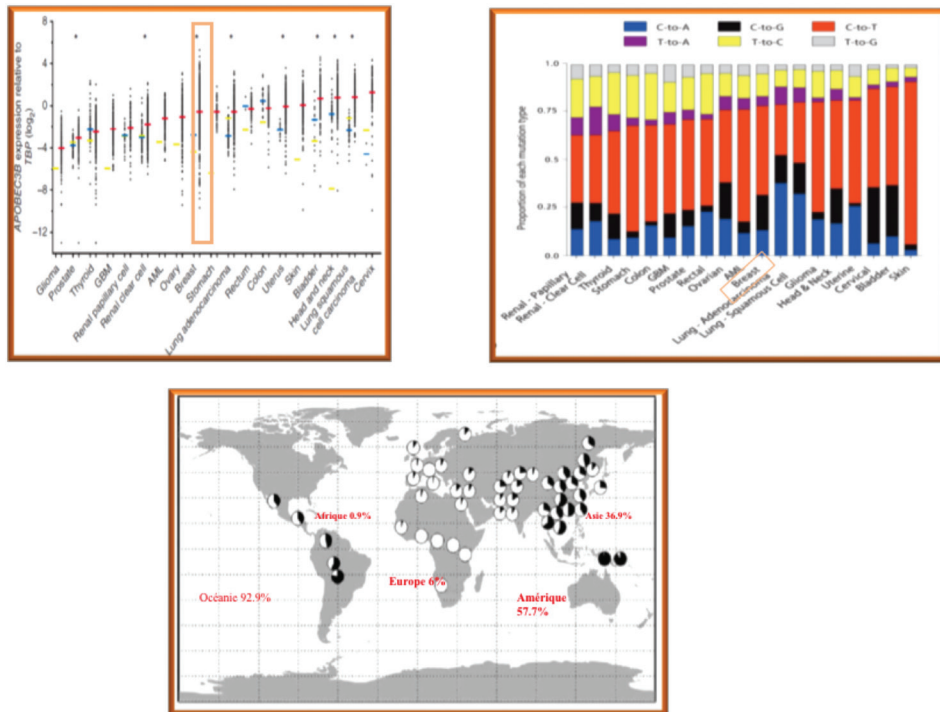 8
4
0
-4
-8
-12
APOBEC3B expression relative to
TBP (log2)
Glioma
Prostate
Thyroid
GBM
Renal papillary cell
Renal clear cell
AML
Ovary
Breast
Stomach
Lung adenocarcinoma
Rectum
Colon
Uterus
Skin
Bladder
Head and neck
Lung squamous
cell carcinoma
Cervix
C-to-A
C-to-G
C-to-T
T-to-A
T-to-C
T-to-G
1.0
0.75
0.5
0.25
0
Proportion of each mutation type
Renal - Papillary
Renal - Clear Cell
Thyroid
Stomach
Colon
GBM
Prostate
Rectal
Ovarian
AML
Breast
Lung - Adenocarcinoma
Lung - Squamous Cell
Glioma
Head & Neck
Uterine
Cervical
Bladder
Skin
Afrique 0.9%
Asie 36.9%
Europe 6%
Océanie 92.9%
Amérique
57.7%